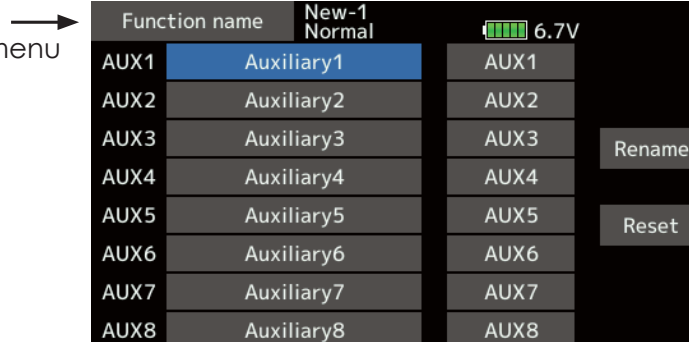 Function name New-1
Normal 6.7V
menu
AUX1 Auxiliary1 AUX1
AUX2 Auxiliary2 AUX2
AUX3 Auxiliary3 AUX3
Rename
AUX4 Auxiliary4 AUX4
AUX5 Auxiliary5 AUX5
Reset
AUX6 Auxiliary6 AUX6
AUX7 Auxiliary7 AUX7
AUX8 Auxiliary8 AUX8